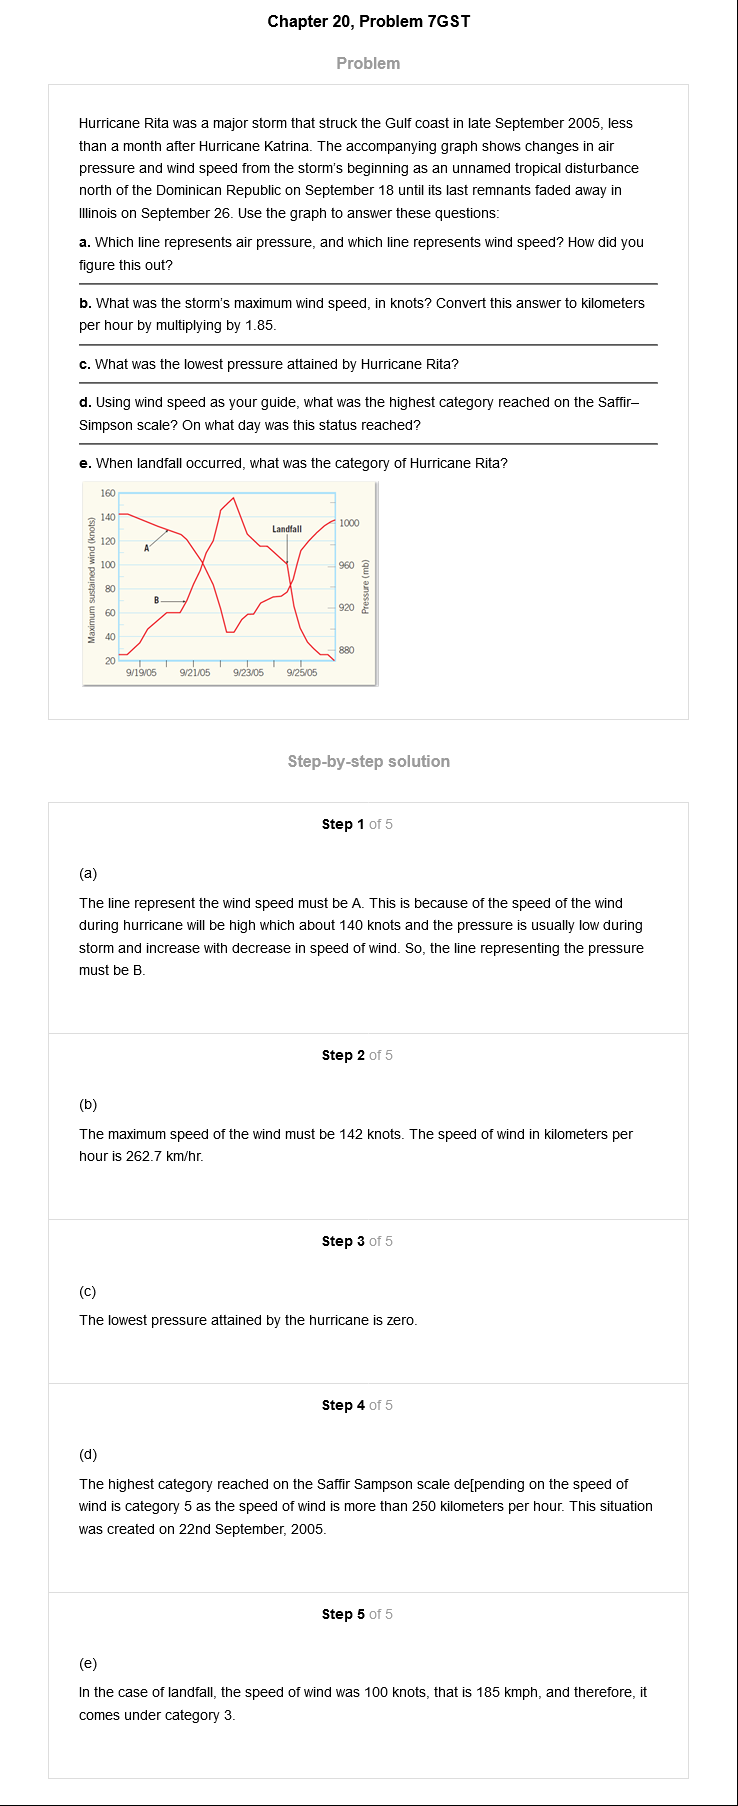 Chapter 20, Problem 7GST
Problem
Hurricane Rita was a major storm that struck the Gulf coast in late September 2005, less
than a month after Hurricane Katrina. The accompanying graph shows changes in air
pressure and wind speed from the storm's beginning as an unnamed tropical disturbance
north of the Dominican Republic on September 18 until its last remnants faded away in
Illinois on September 26. Use the graph to answer these questions:
a. Which line represents air pressure, and which line represents wind speed? How did you
figure this out?
b. What was the storm's maximum wind speed, in knots? Convert this answer to kilometers
per hour by multiplying by 1.85.
c. What was the lowest pressure attained by Hurricane Rita?
d. Using wind speed as your guide, what was the highest category reached on the Saffir–
Simpson scale? On what day was this status reached?
e. When landfall occurred, what was the category of Hurricane Rita?
Maximum sustained wind (knots)
160
140
120
100
80
60
40
20
A
B
Landfall
1000
960
920
880
Pressure (mb)
9/19/05
9/21/05
9/23/05
9/25/05
Step-by-step solution
Step 1 of 5
(a)
The line represent the wind speed must be A. This is because of the speed of the wind
during hurricane will be high which about 140 knots and the pressure is usually low during
storm and increase with decrease in speed of wind. So, the line representing the pressure
must be B.
Step 2 of 5
(b)
The maximum speed of the wind must be 142 knots. The speed of wind in kilometers per
hour is 262.7 km/hr.
Step 3 of 5
(c)
The lowest pressure attained by the hurricane is zero.
Step 4 of 5
(d)
The highest category reached on the Saffir Sampson scale de[pending on the speed of
wind is category 5 as the speed of wind is more than 250 kilometers per hour. This situation
was created on 22nd September, 2005.
Step 5 of 5
(e)
In the case of landfall, the speed of wind was 100 knots, that is 185 kmph, and therefore, it
comes under category 3.